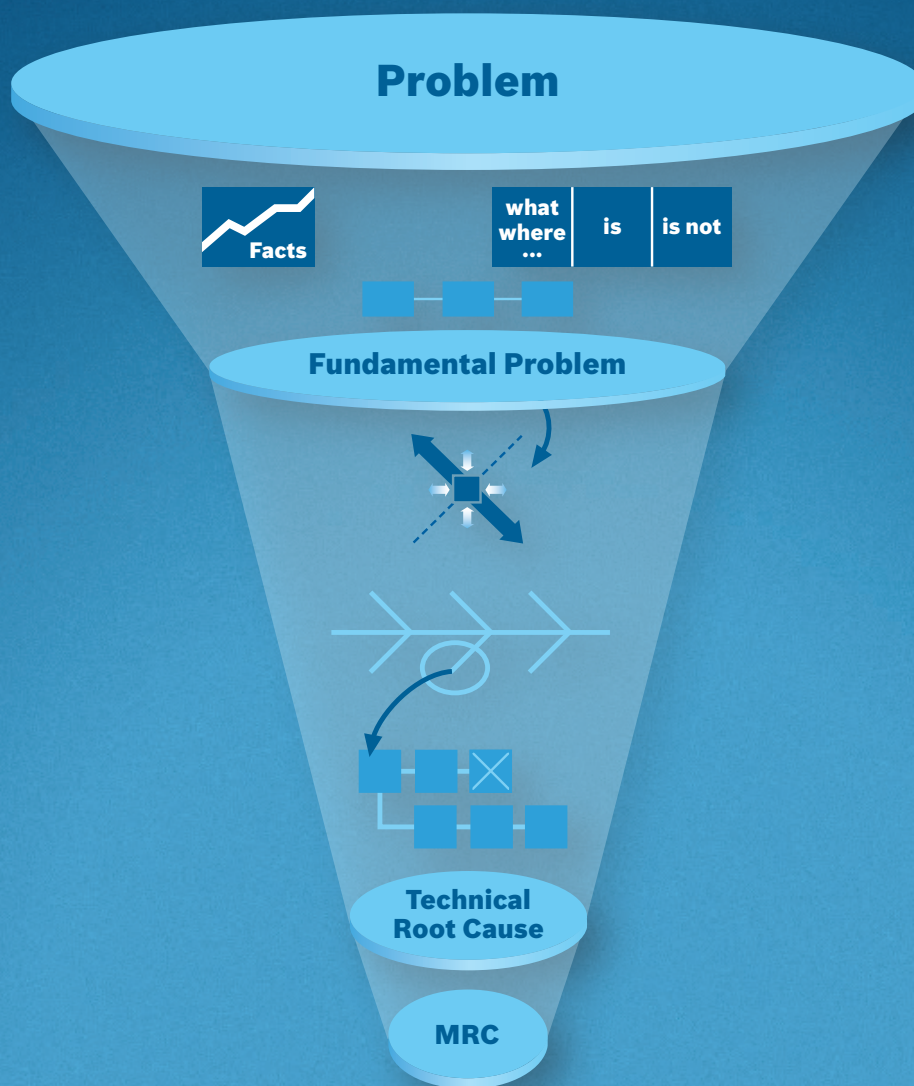 Problem
Facts
what
where
...
is
is not
Fundamental Problem
Technical
Root Cause
MRC